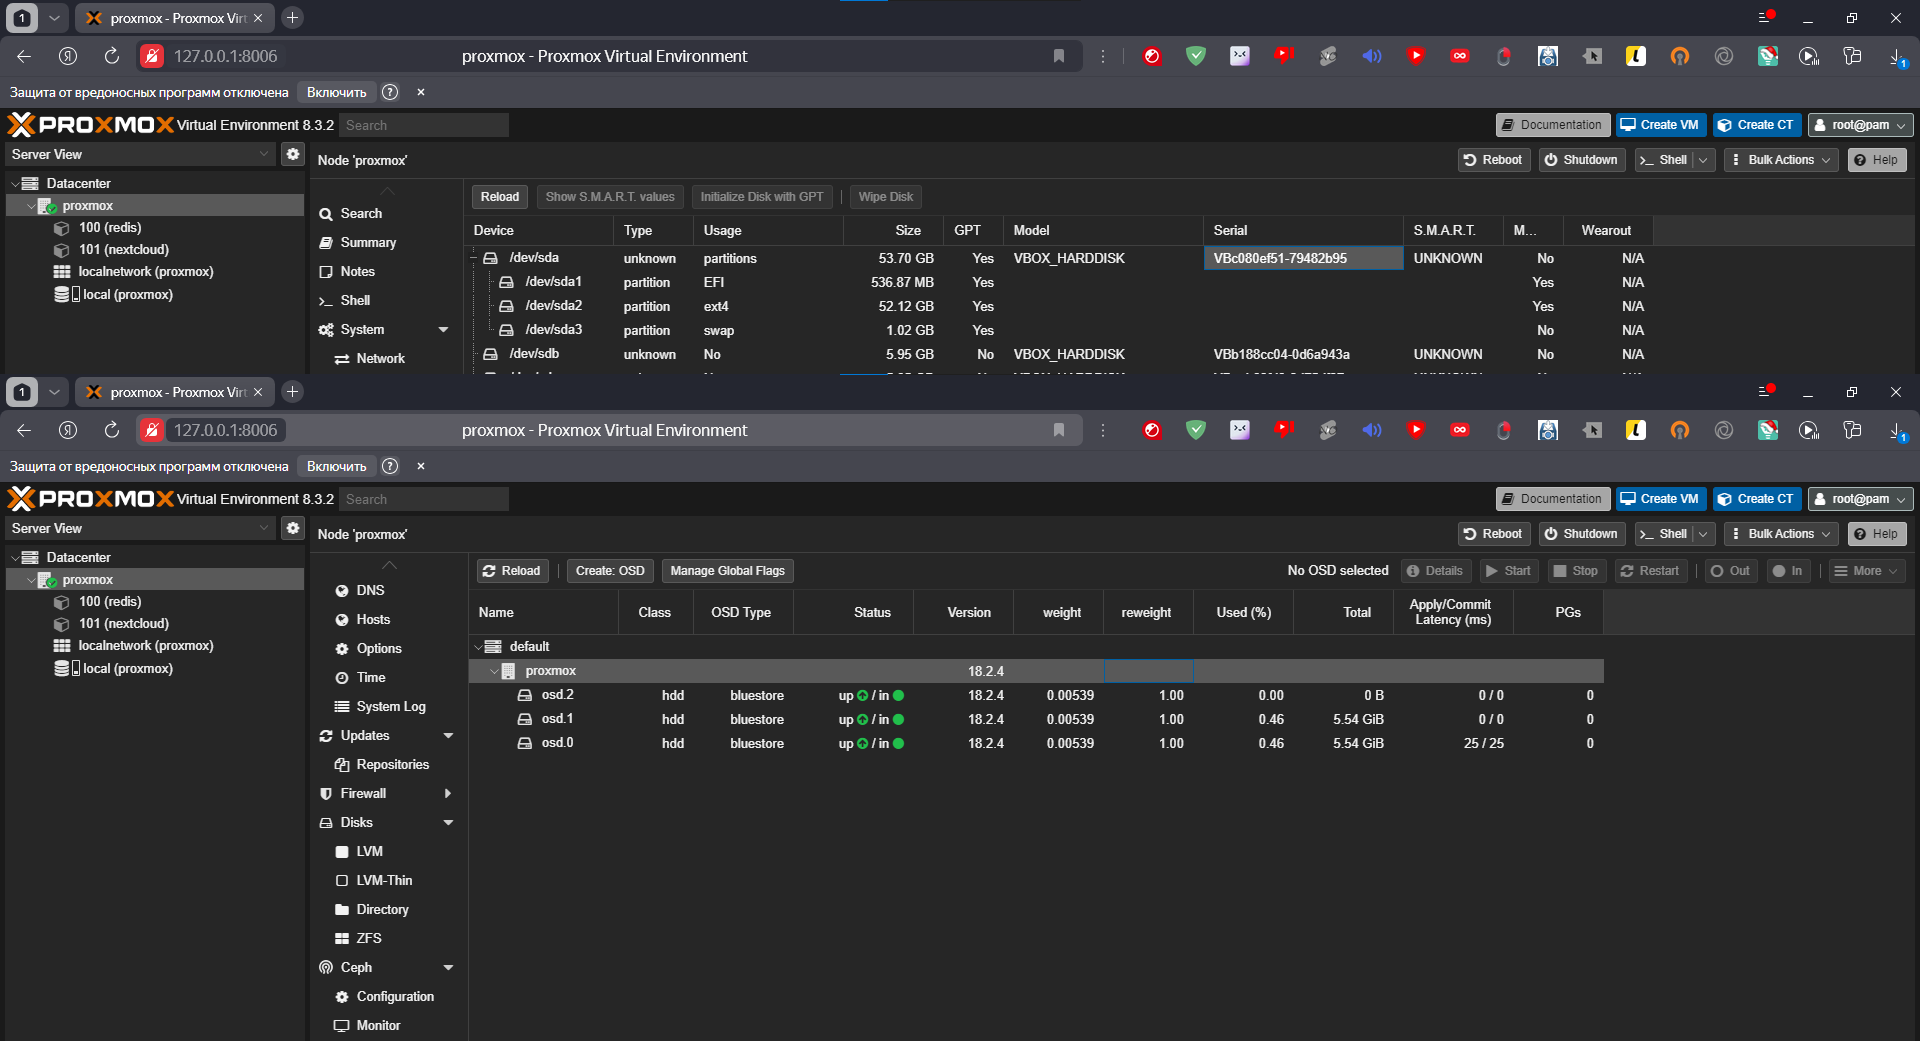 1 proxmox - Proxmox Virt
127.0.0.1:8006 proxmox - Proxmox Virtual Environment
Защита от вредоносных программ отключена Включить
PROXMOX Virtual Environment 8.3.2 Search Documentation Create VM Create CT root@pam
Server View Node 'proxmox' Reboot Shutdown Shell Bulk Actions Help
Datacenter
proxmox
100 (redis)
101 (nextcloud)
localnetwork (proxmox)
local (proxmox)
Search
Summary
Notes
Shell
System
Network
Reload Show S.M.A.R.T. values Initialize Disk with GPT Wipe Disk
Device Type Usage Size GPT Model Serial S.M.A.R.T. M... Wearout
/dev/sda unknown partitions 53.70 GB Yes VBOX_HARDDISK VBc080ef51-79482b95 UNKNOWN No N/A
/dev/sda1 partition EFI 536.87 MB Yes Yes N/A
/dev/sda2 partition ext4 52.12 GB Yes Yes N/A
/dev/sda3 partition swap 1.02 GB Yes No N/A
/dev/sdb unknown No 5.95 GB No VBOX_HARDDISK VBb188cc04-0d6a943a UNKNOWN No N/A
1 proxmox - Proxmox Virt
127.0.0.1:8006 proxmox - Proxmox Virtual Environment
Защита от вредоносных программ отключена Включить
PROXMOX Virtual Environment 8.3.2 Search Documentation Create VM Create CT root@pam
Server View Node 'proxmox' Reboot Shutdown Shell Bulk Actions Help
Datacenter
proxmox
100 (redis)
101 (nextcloud)
localnetwork (proxmox)
local (proxmox)
DNS
Hosts
Options
Time
System Log
Updates
Repositories
Firewall
Disks
LVM
LVM-Thin
Directory
ZFS
Ceph
Configuration
Monitor
Reload Create: OSD Manage Global Flags No OSD selected Details Start Stop Restart Out In More
Name Class OSD Type Status Version weight reweight Used (%) Total Apply/Commit Latency (ms) PGs
default
proxmox 18.2.4
osd.2 hdd bluestore up / in 18.2.4 0.00539 1.00 0.00 0 B 0 / 0 0
osd.1 hdd bluestore up / in 18.2.4 0.00539 1.00 0.46 5.54 GiB 0 / 0 0
osd.0 hdd bluestore up / in 18.2.4 0.00539 1.00 0.46 5.54 GiB 25 / 25 0